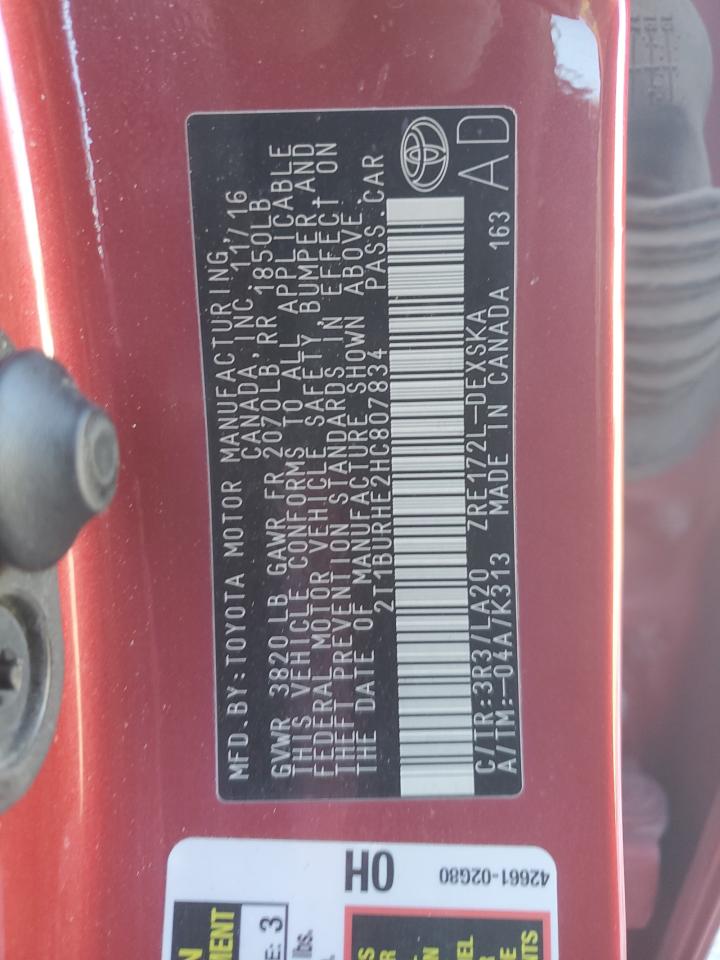 MFD.BY:TOYOTA MOTOR MANUFACTURING,
CANADA, INC. 11/16
GVWR 3820 LB GAWR FR 2070LB, RR 1850LB
THIS VEHICLE CONFORMS TO ALL APPLICABLE
FEDERAL MOTOR VEHICLE SAFETY, BUMPER, AND
THEFT PREVENTION STANDARDS IN EFFECT ON
THE DATE OF MANUFACTURE SHOWN ABOVE.
2T1BURHE2HC807834 PASS. CAR
C/TR:3R3/LA20 ZRE172L-DEXSKA
A/TM:-04A/K313 MADE IN CANADA 163
AD
OH
42661-02G80
MENT
E: 3
lbs.